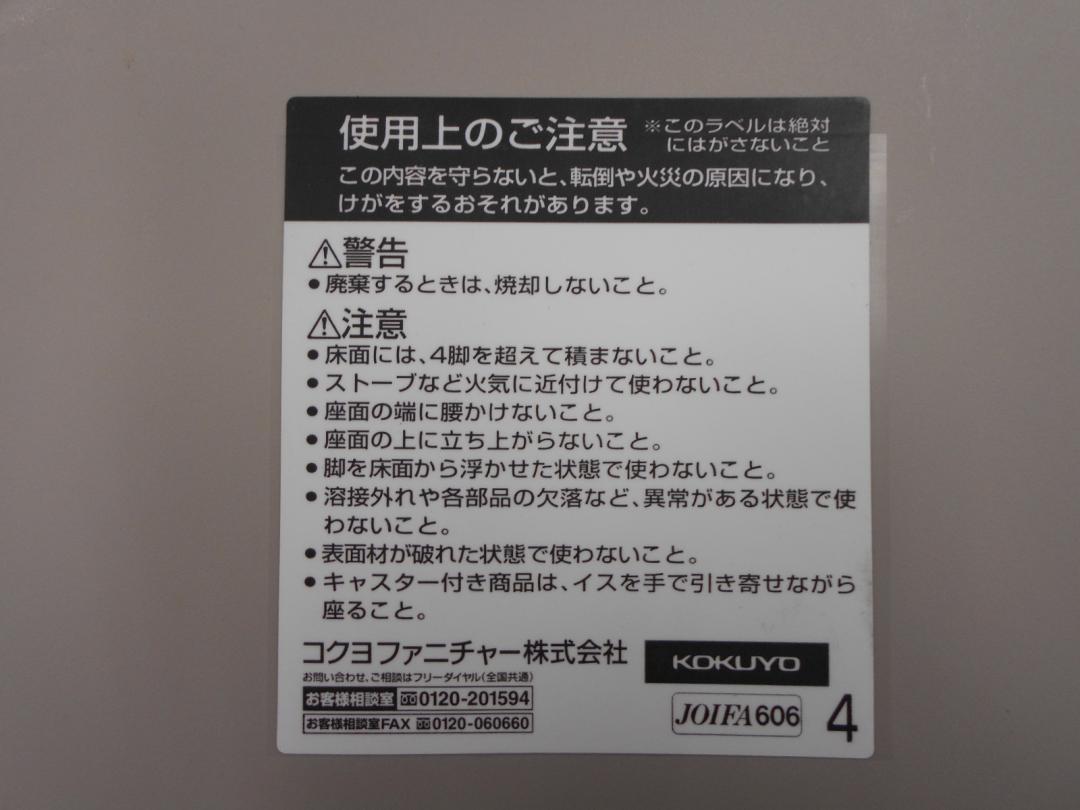 使用上のご注意 ※このラベルは絶対
にはがさないこと
この内容を守らないと、転倒や火災の原因になり、
けがをするおそれがあります。
⚠警告
●廃棄するときは、焼却しないこと。
⚠注意
●床面には、4脚を超えて積まないこと。
●ストーブなど火気に近付けて使わないこと。
●座面の端に腰かけないこと。
●座面の上に立ち上がらないこと。
●脚を床面から浮かせた状態で使わないこと。
●溶接外れや各部品の欠落など、異常がある状態で使
わないこと。
●表面材が破れた状態で使わないこと。
●キャスター付き商品は、イスを手で引き寄せながら
座ること。
コクヨファニチャー株式会社 KOKUYO
お問い合わせ、ご相談はフリーダイヤル(全国共通)
お客様相談室 0120-201594
お客様相談室FAX 0120-060660
JOIFA606 4